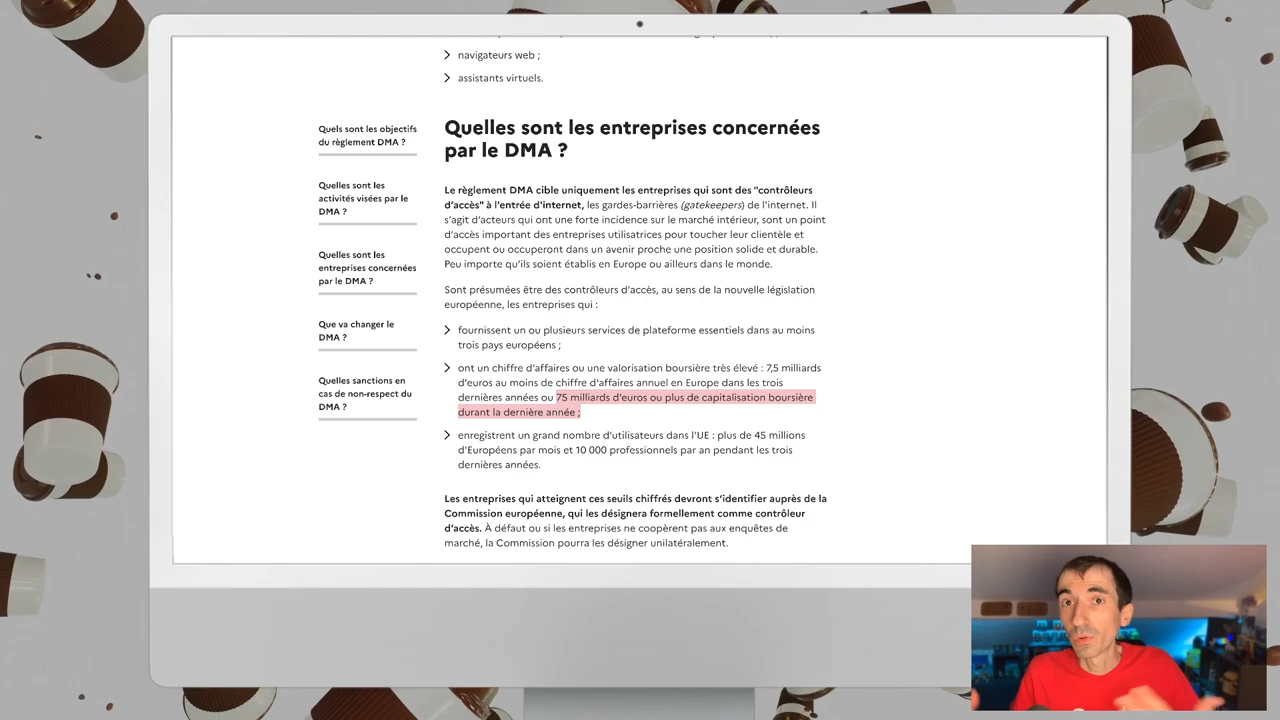 navigateurs web ;
assistants virtuels.
Quels sont les objectifs
du règlement DMA ?
Quelles sont les
activités visées par le
DMA ?
Quelles sont les
entreprises concernées
par le DMA ?
Que va changer le
DMA ?
Quelles sanctions en
cas de non-respect du
DMA ?
Quelles sont les entreprises concernées
par le DMA ?
Le règlement DMA cible uniquement les entreprises qui sont des "contrôleurs
d'accès" à l'entrée d'internet, les gardes-barrières (gatekeepers) de l'internet. Il
s'agit d'acteurs qui ont une forte incidence sur le marché intérieur, sont un point
d'accès important des entreprises utilisatrices pour toucher leur clientèle et
occupent ou occuperont dans un avenir proche une position solide et durable.
Peu importe qu'ils soient établis en Europe ou ailleurs dans le monde.
Sont présumées être des contrôleurs d'accès, au sens de la nouvelle législation
européenne, les entreprises qui :
fournissent un ou plusieurs services de plateforme essentiels dans au moins
trois pays européens ;
ont un chiffre d'affaires ou une valorisation boursière très élevé : 7,5 milliards
d'euros au moins de chiffre d'affaires annuel en Europe dans les trois
dernières années ou 75 milliards d'euros ou plus de capitalisation boursière
durant la dernière année ;
enregistrent un grand nombre d'utilisateurs dans l'UE : plus de 45 millions
d'Européens par mois et 10 000 professionnels par an pendant les trois
dernières années.
Les entreprises qui atteignent ces seuils chiffrés devront s'identifier auprès de la
Commission européenne, qui les désignera formellement comme contrôleur
d'accès. À défaut ou si les entreprises ne coopèrent pas aux enquêtes de
marché, la Commission pourra les désigner unilatéralement.